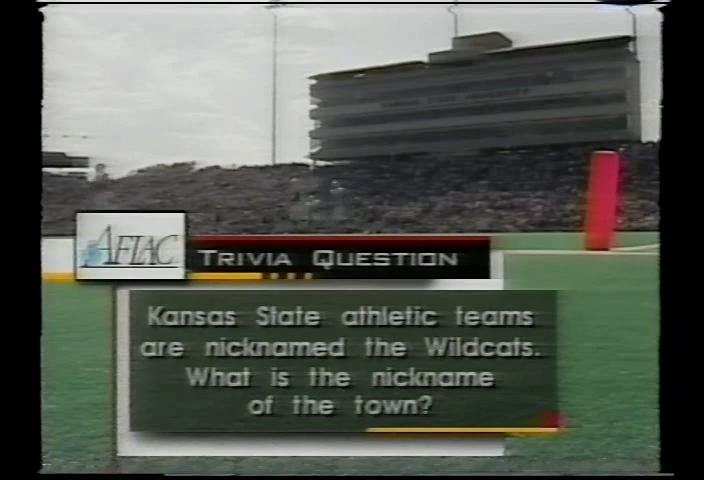 AFLAC
TRIVIA QUESTION
Kansas State athletic teams
are nicknamed the Wildcats.
What is the nickname
of the town?